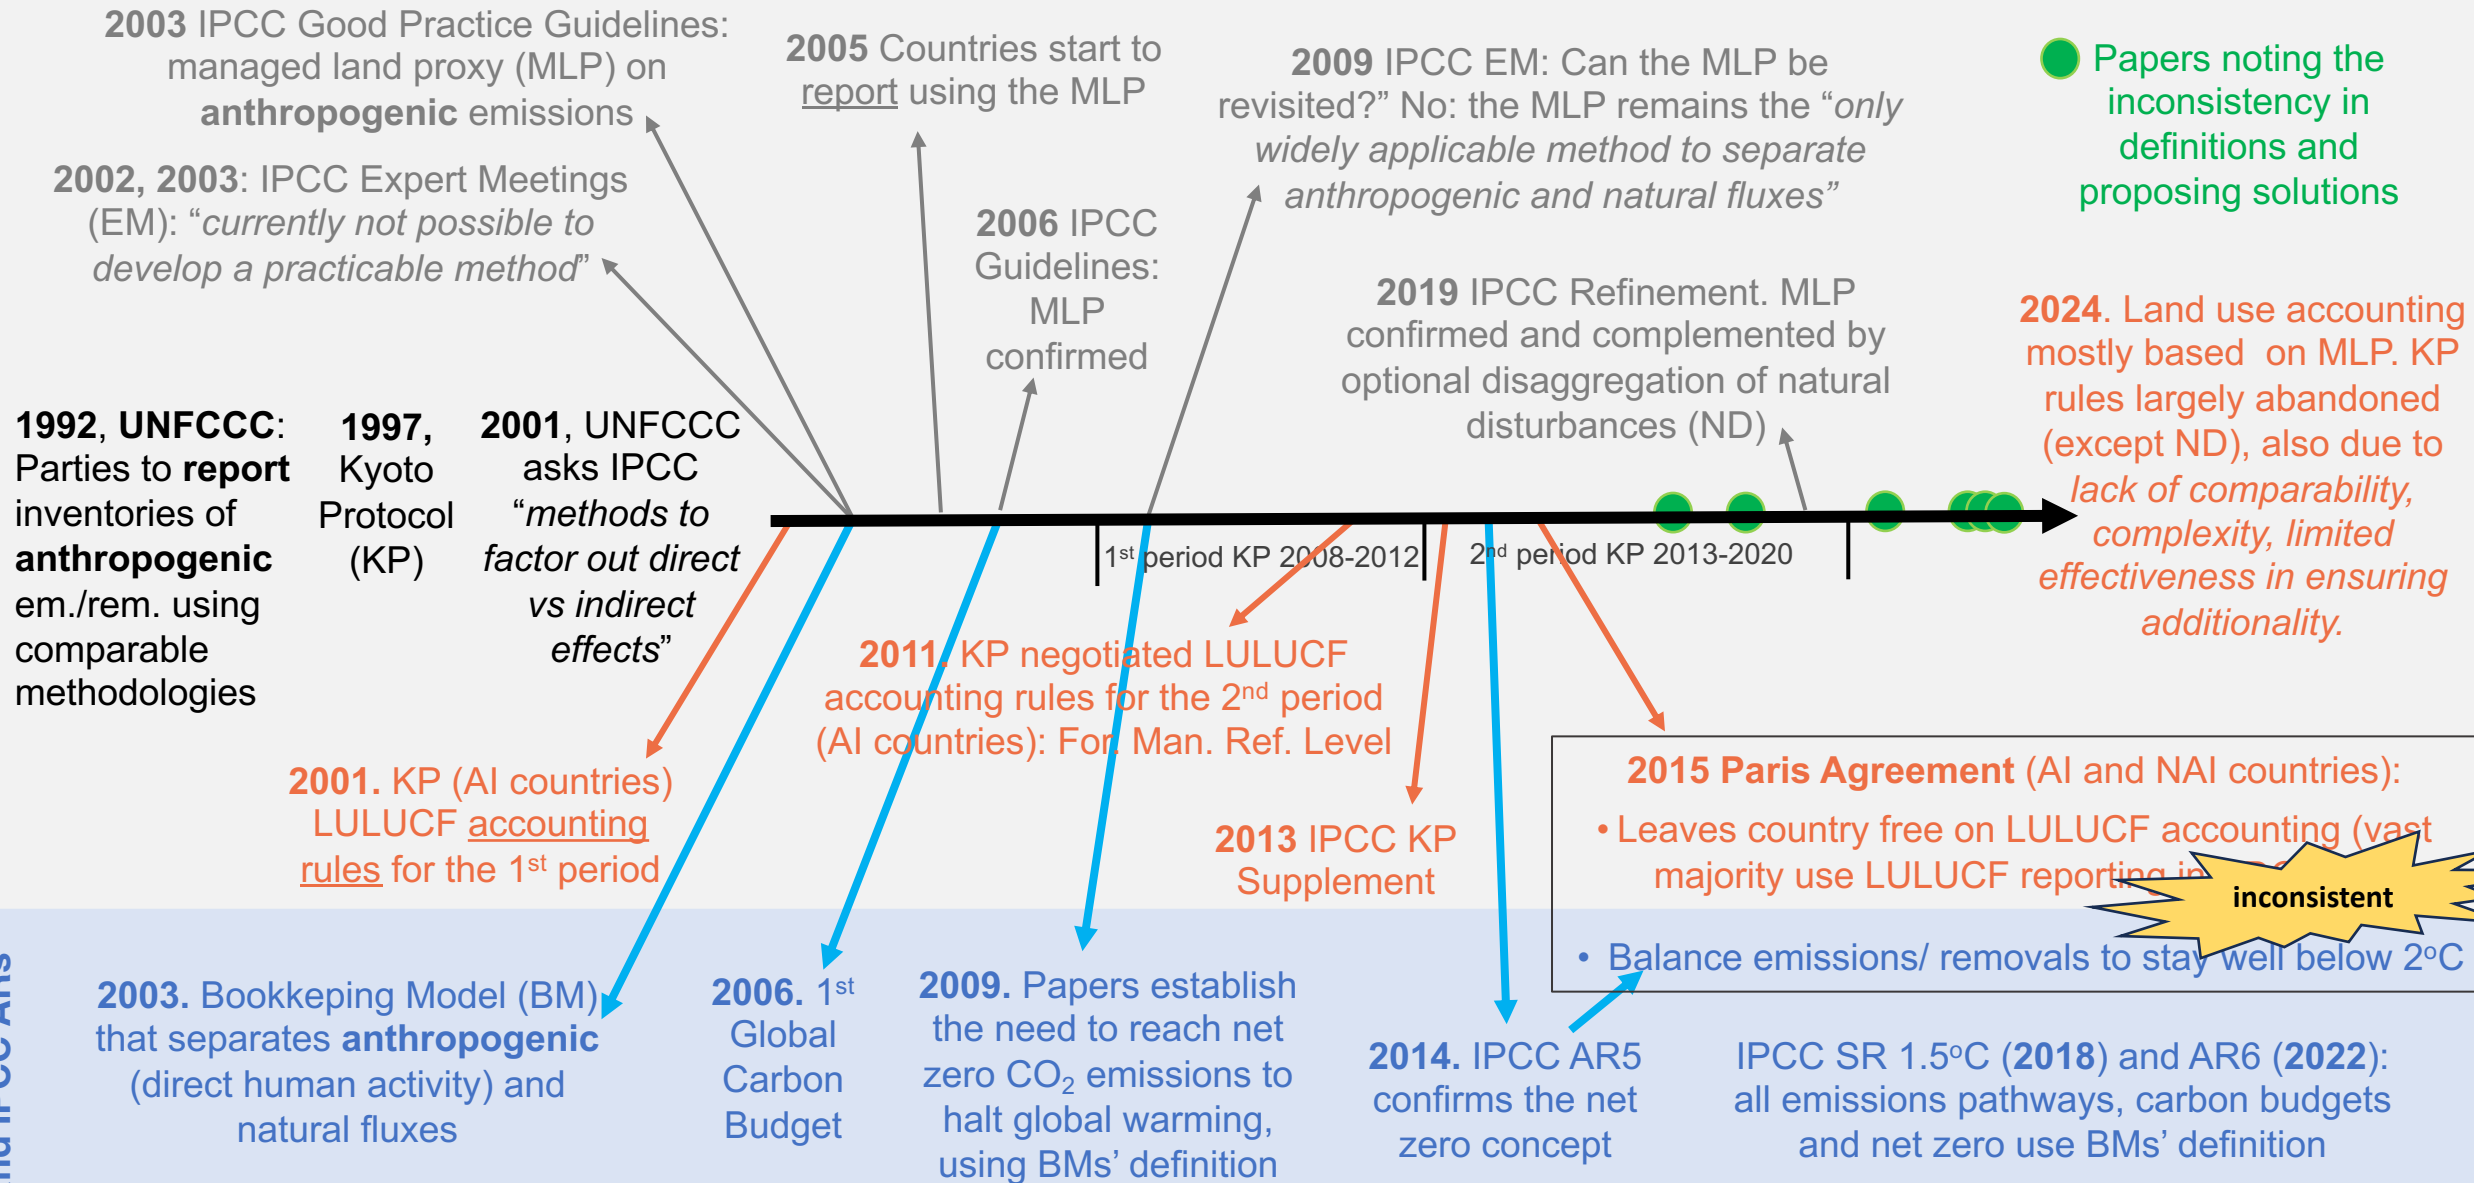 2003 IPCC Good Practice Guidelines:
managed land proxy (MLP) on
anthropogenic emissions
2002, 2003: IPCC Expert Meetings
(EM): “currently not possible to
develop a practicable method”
2005 Countries start to
report using the MLP
2006 IPCC
Guidelines:
MLP
confirmed
2009 IPCC EM: Can the MLP be
revisited?” No: the MLP remains the “only
widely applicable method to separate
anthropogenic and natural fluxes”
2019 IPCC Refinement. MLP
confirmed and complemented by
optional disaggregation of natural
disturbances (ND)
Papers noting the
inconsistency in
definitions and
proposing solutions
2024. Land use accounting
mostly based on MLP. KP
rules largely abandoned
(except ND), also due to
lack of comparability,
complexity, limited
effectiveness in ensuring
additionality.
1992, UNFCCC:
Parties to report
inventories of
anthropogenic
em./rem. using
comparable
methodologies
1997,
Kyoto
Protocol
(KP)
2001, UNFCCC
asks IPCC
“methods to
factor out direct
vs indirect
effects”
1st period KP 2008-2012
2nd period KP 2013-2020
2001. KP (AI countries)
LULUCF accounting
rules for the 1st period
2011. KP negotiated LULUCF
accounting rules for the 2nd period
(AI countries): For. Man. Ref. Level
2013 IPCC KP
Supplement
2015 Paris Agreement (AI and NAI countries):
• Leaves country free on LULUCF accounting (vast
majority use LULUCF reporting in
inconsistent
• Balance emissions/ removals to stay well below 2oC
and IPCC ARs
2003. Bookkeping Model (BM)
that separates anthropogenic
(direct human activity) and
natural fluxes
2006. 1st
Global
Carbon
Budget
2009. Papers establish
the need to reach net
zero CO2 emissions to
halt global warming,
using BMs’ definition
2014. IPCC AR5
confirms the net
zero concept
IPCC SR 1.5oC (2018) and AR6 (2022):
all emissions pathways, carbon budgets
and net zero use BMs’ definition